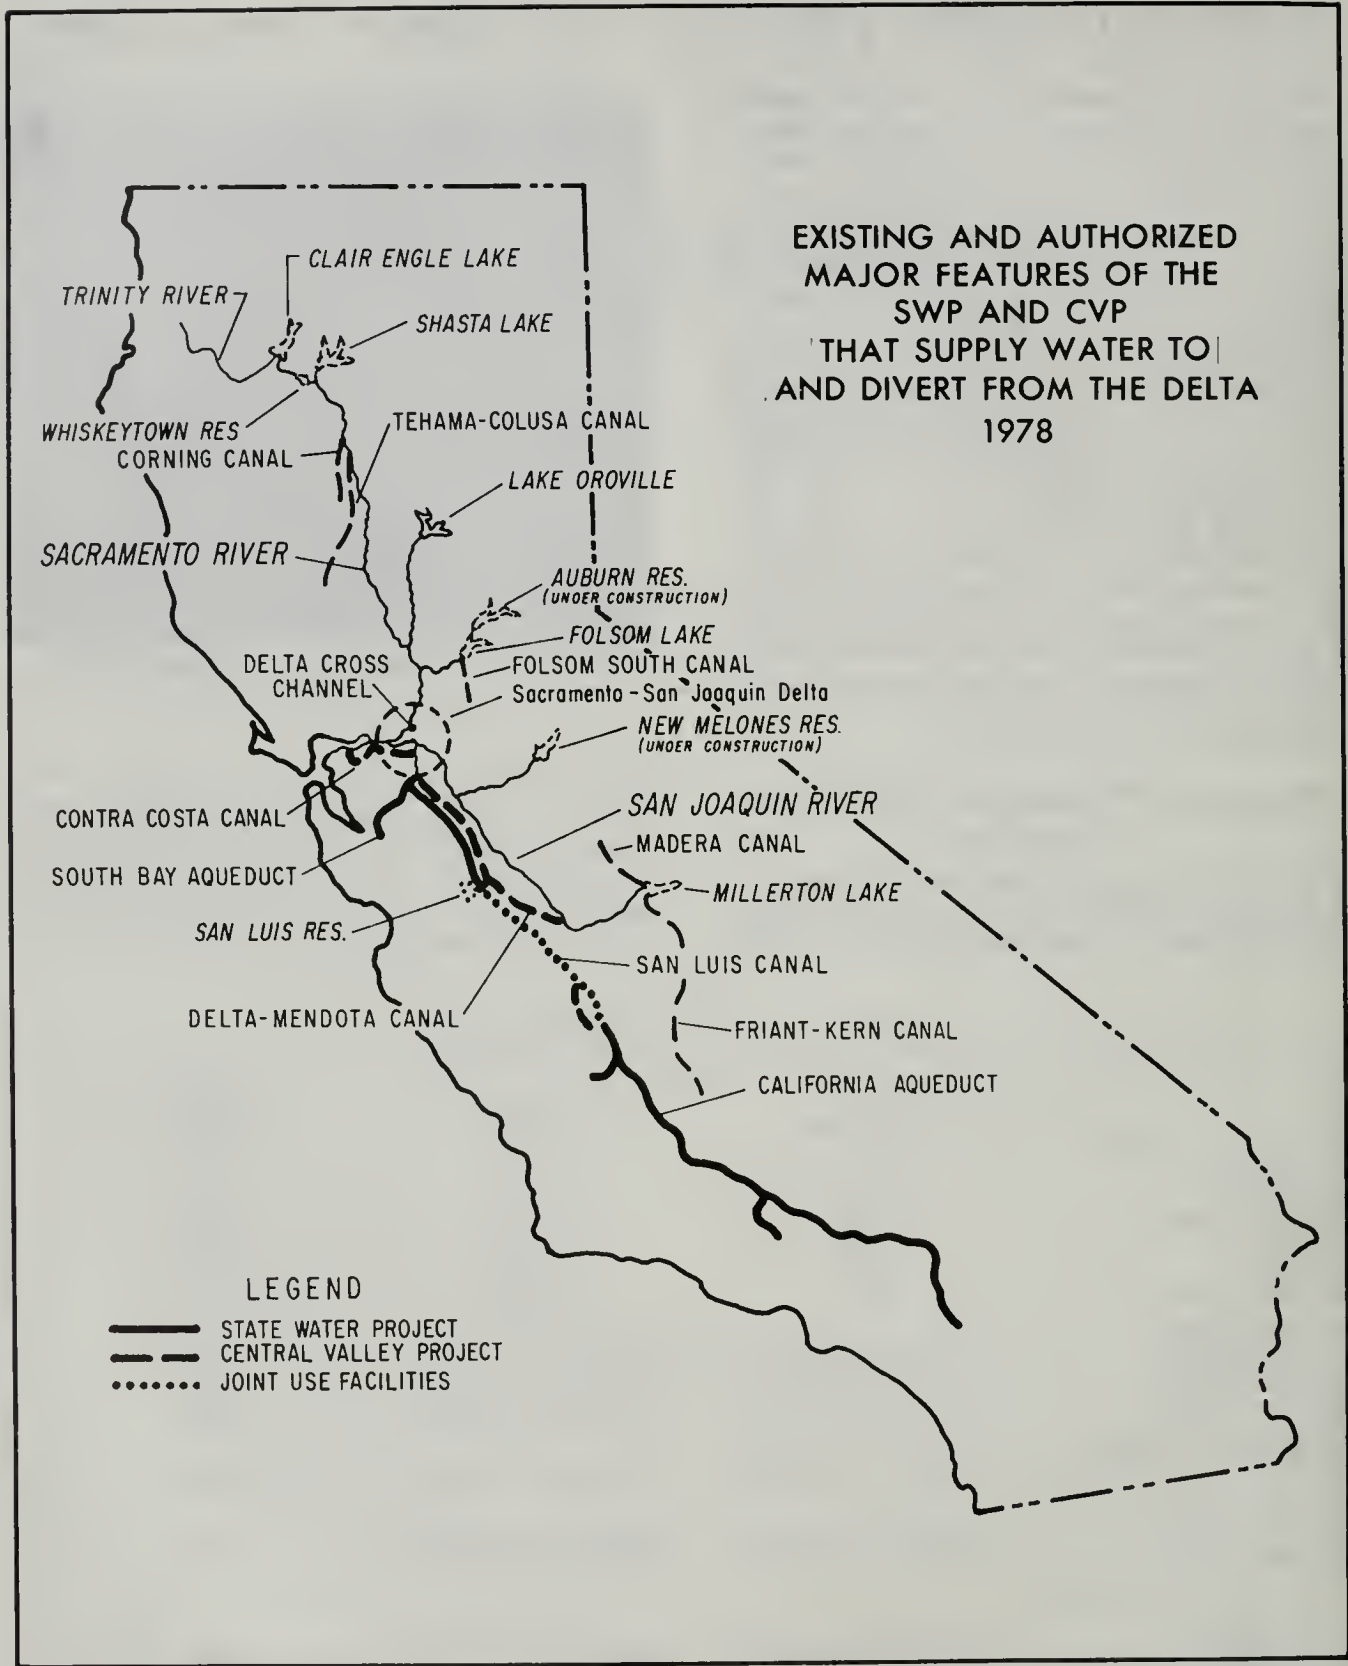 EXISTING AND AUTHORIZED
MAJOR FEATURES OF THE
SWP AND CVP
THAT SUPPLY WATER TO
AND DIVERT FROM THE DELTA
1978
CLAIR ENGLE LAKE
TRINITY RIVER
SHASTA LAKE
WHISKEYTOWN RES
TEHAMA-COLUSA CANAL
CORNING CANAL
LAKE OROVILLE
SACRAMENTO RIVER
AUBURN RES.
(UNDER CONSTRUCTION)
FOLSOM LAKE
DELTA CROSS
CHANNEL
FOLSOM SOUTH CANAL
Sacramento-San Joaquin Delta
NEW MELONES RES.
(UNDER CONSTRUCTION)
CONTRA COSTA CANAL
SAN JOAQUIN RIVER
MADERA CANAL
SOUTH BAY AQUEDUCT
MILLERTON LAKE
SAN LUIS RES.
SAN LUIS CANAL
DELTA-MENDOTA CANAL
FRIANT-KERN CANAL
CALIFORNIA AQUEDUCT
LEGEND
STATE WATER PROJECT
CENTRAL VALLEY PROJECT
JOINT USE FACILITIES